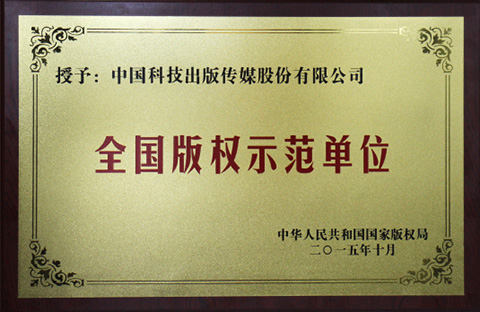 授予：中国科技出版传媒股份有限公司
全国版权示范单位
中华人民共和国国家版权局
二〇一五年十月